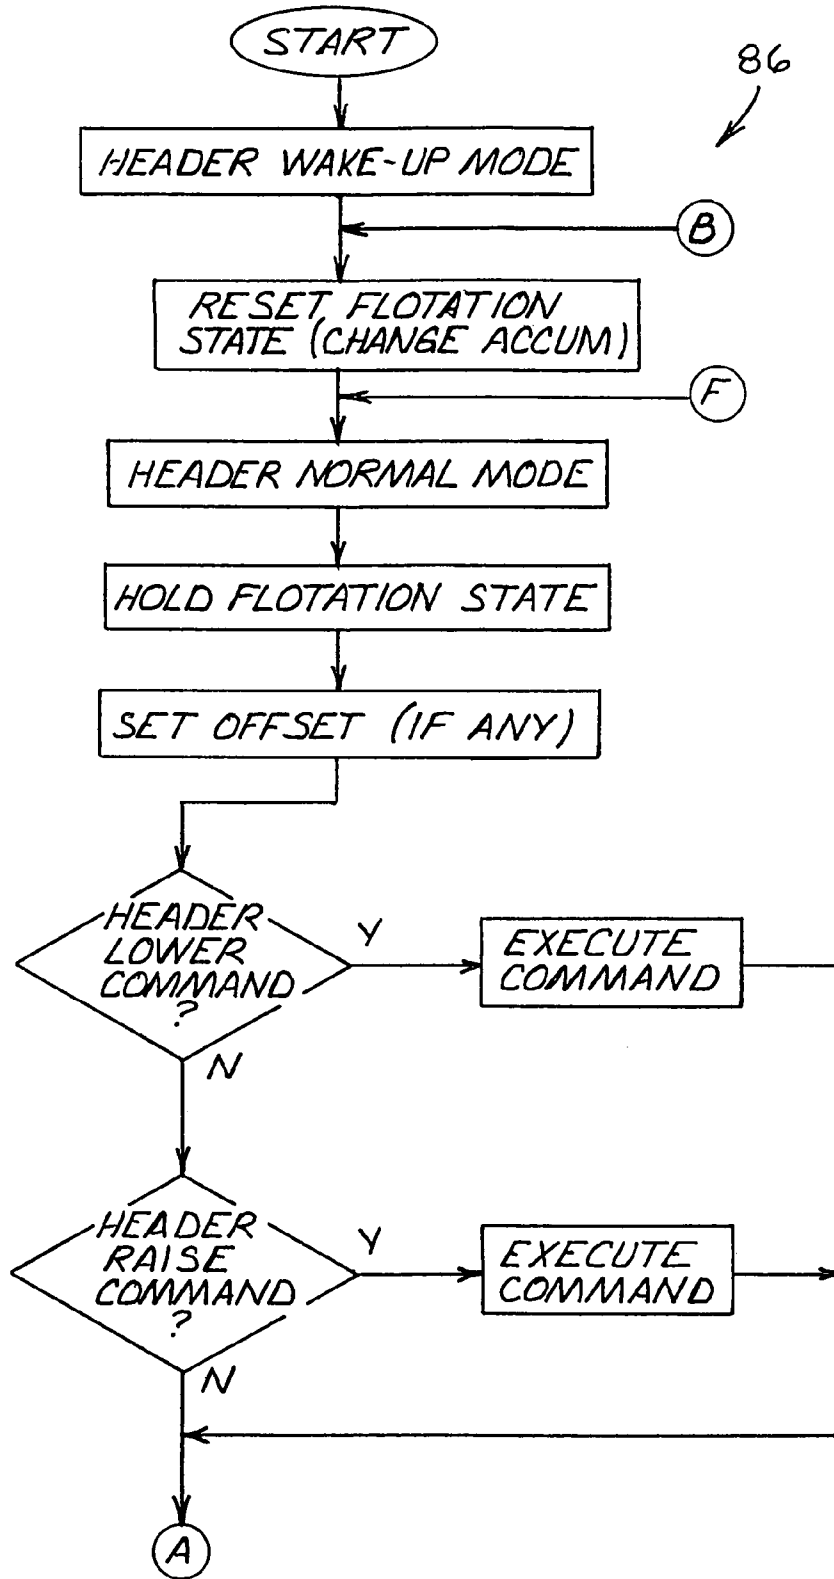 START
86
HEADER WAKE-UP MODE
B
RESET FLOTATION
STATE (CHANGE ACCUM)
F
HEADER NORMAL MODE
HOLD FLOTATION STATE
SET OFFSET (IF ANY)
HEADER
LOWER
COMMAND
?
Y
EXECUTE
COMMAND
N
HEADER
RAISE
COMMAND
?
Y
EXECUTE
COMMAND
N
A